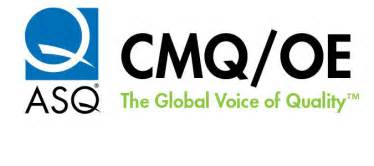 CMQ/OE
ASQ®
The Global Voice of Quality™